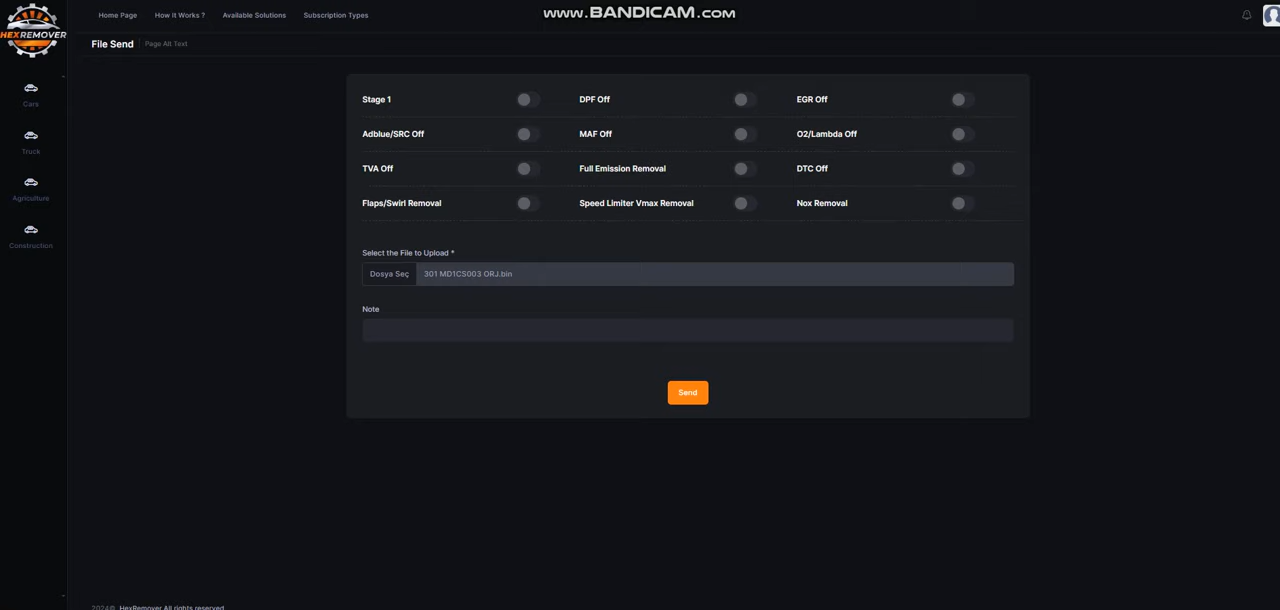 Home Page How It Works ? Available Solutions Subscription Types
www.BANDICAM.com
HEXREMOVER
File Send Page Alt Text
Cars
Truck
Agriculture
Construction
Stage 1 DPF Off EGR Off
Adblue/SRC Off MAF Off O2/Lambda Off
TVA Off Full Emission Removal DTC Off
Flaps/Swirl Removal Speed Limiter Vmax Removal Nox Removal
Select the File to Upload *
Dosya Seç 301 MD1CS003 ORJ.bin
Note
Send
2024© HexRemover All rights reserved